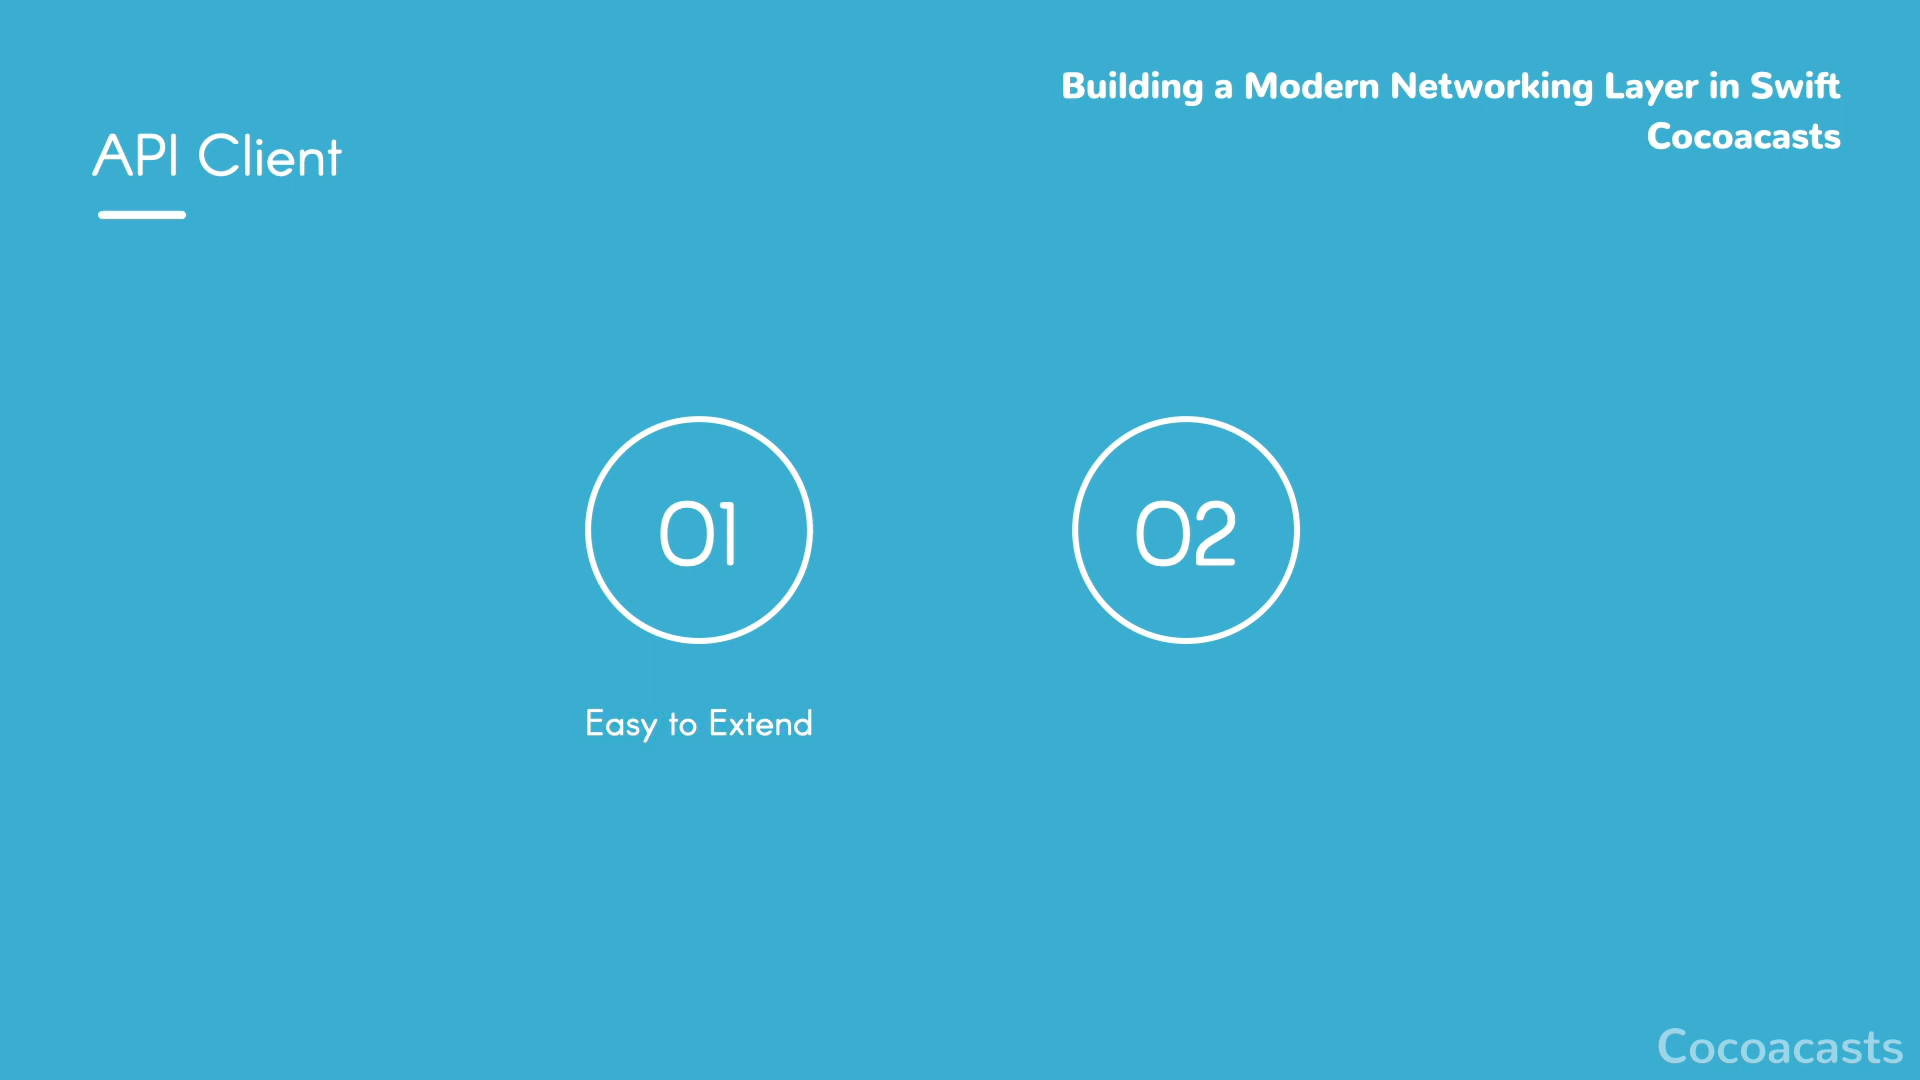 Building a Modern Networking Layer in Swift
Cocoacasts
API Client
01
02
Easy to Extend
Cocoacasts